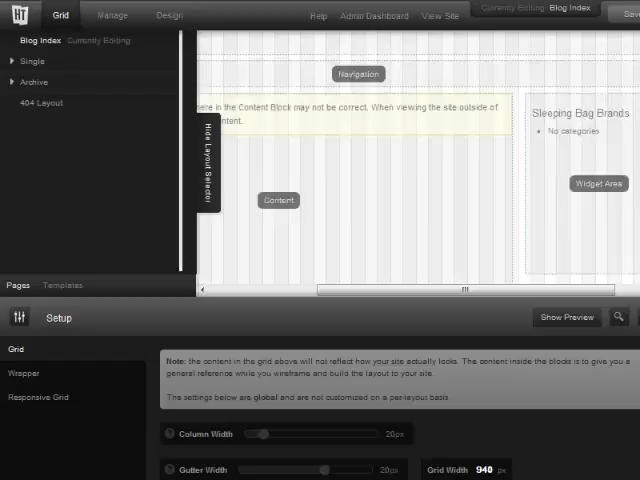 HT
Grid
Manage
Design
Help
Admin Dashboard
View Site
Currently Editing: Blog Index
Save
Blog Index Currently Editing
Single
Archive
404 Layout
Hide Layout Selector
Navigation
here in the Content Block may not be correct. When viewing the site outside of
ntent.
Content
Sleeping Bag Brands
No categories
Widget Area
Pages
Templates
Setup
Show Preview
Grid
Wrapper
Responsive Grid
Note: the content in the grid above will not reflect how your site actually looks. The content inside the blocks is to give you a
general reference while you wireframe and build the layout to your site.
The settings below are global and are not customized on a per-layout basis
? Column Width 20px
? Gutter Width 20px
Grid Width 940 px